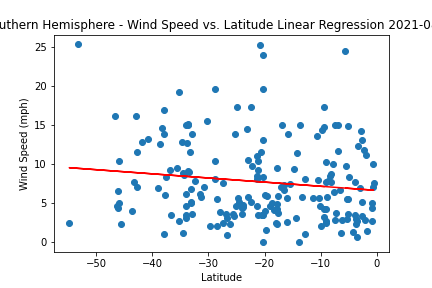 uthern Hemisphere - Wind Speed vs. Latitude Linear Regression 2021-0
Wind Speed (mph)
25
20
15
10
5
0
−50 −40 −30 −20 −10 0
Latitude